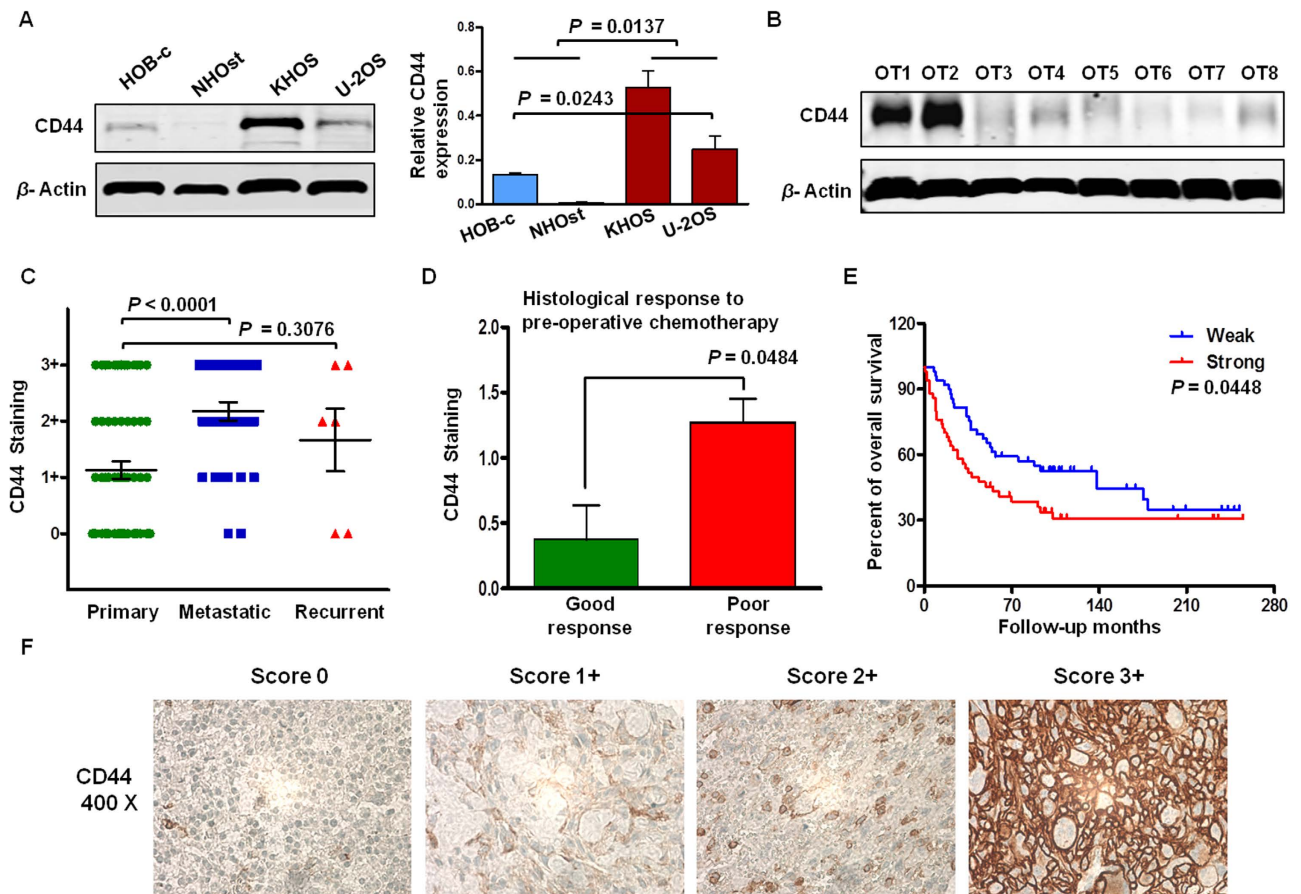 A
HOB-c NHOst KHOS U-2OS
CD44
β- Actin
Relative CD44
expression
0.8
0.6
0.4
0.2
0.0
P = 0.0137
P = 0.0243
HOB-c NHOst KHOS U-2OS
B
OT1 OT2 OT3 OT4 OT5 OT6 OT7 OT8
CD44
β- Actin
C
CD44 Staining
3+
2+
1+
0
P < 0.0001
P = 0.3076
Primary Metastatic Recurrent
D
Histological response to
pre-operative chemotherapy
CD44 Staining
2.0
1.5
1.0
0.5
0.0
P = 0.0484
Good
response
Poor
response
E
Percent of overall survival
120
90
60
30
0
Weak
Strong
P = 0.0448
0 70 140 210 280
Follow-up months
F
Score 0 Score 1+ Score 2+ Score 3+
CD44
400 X